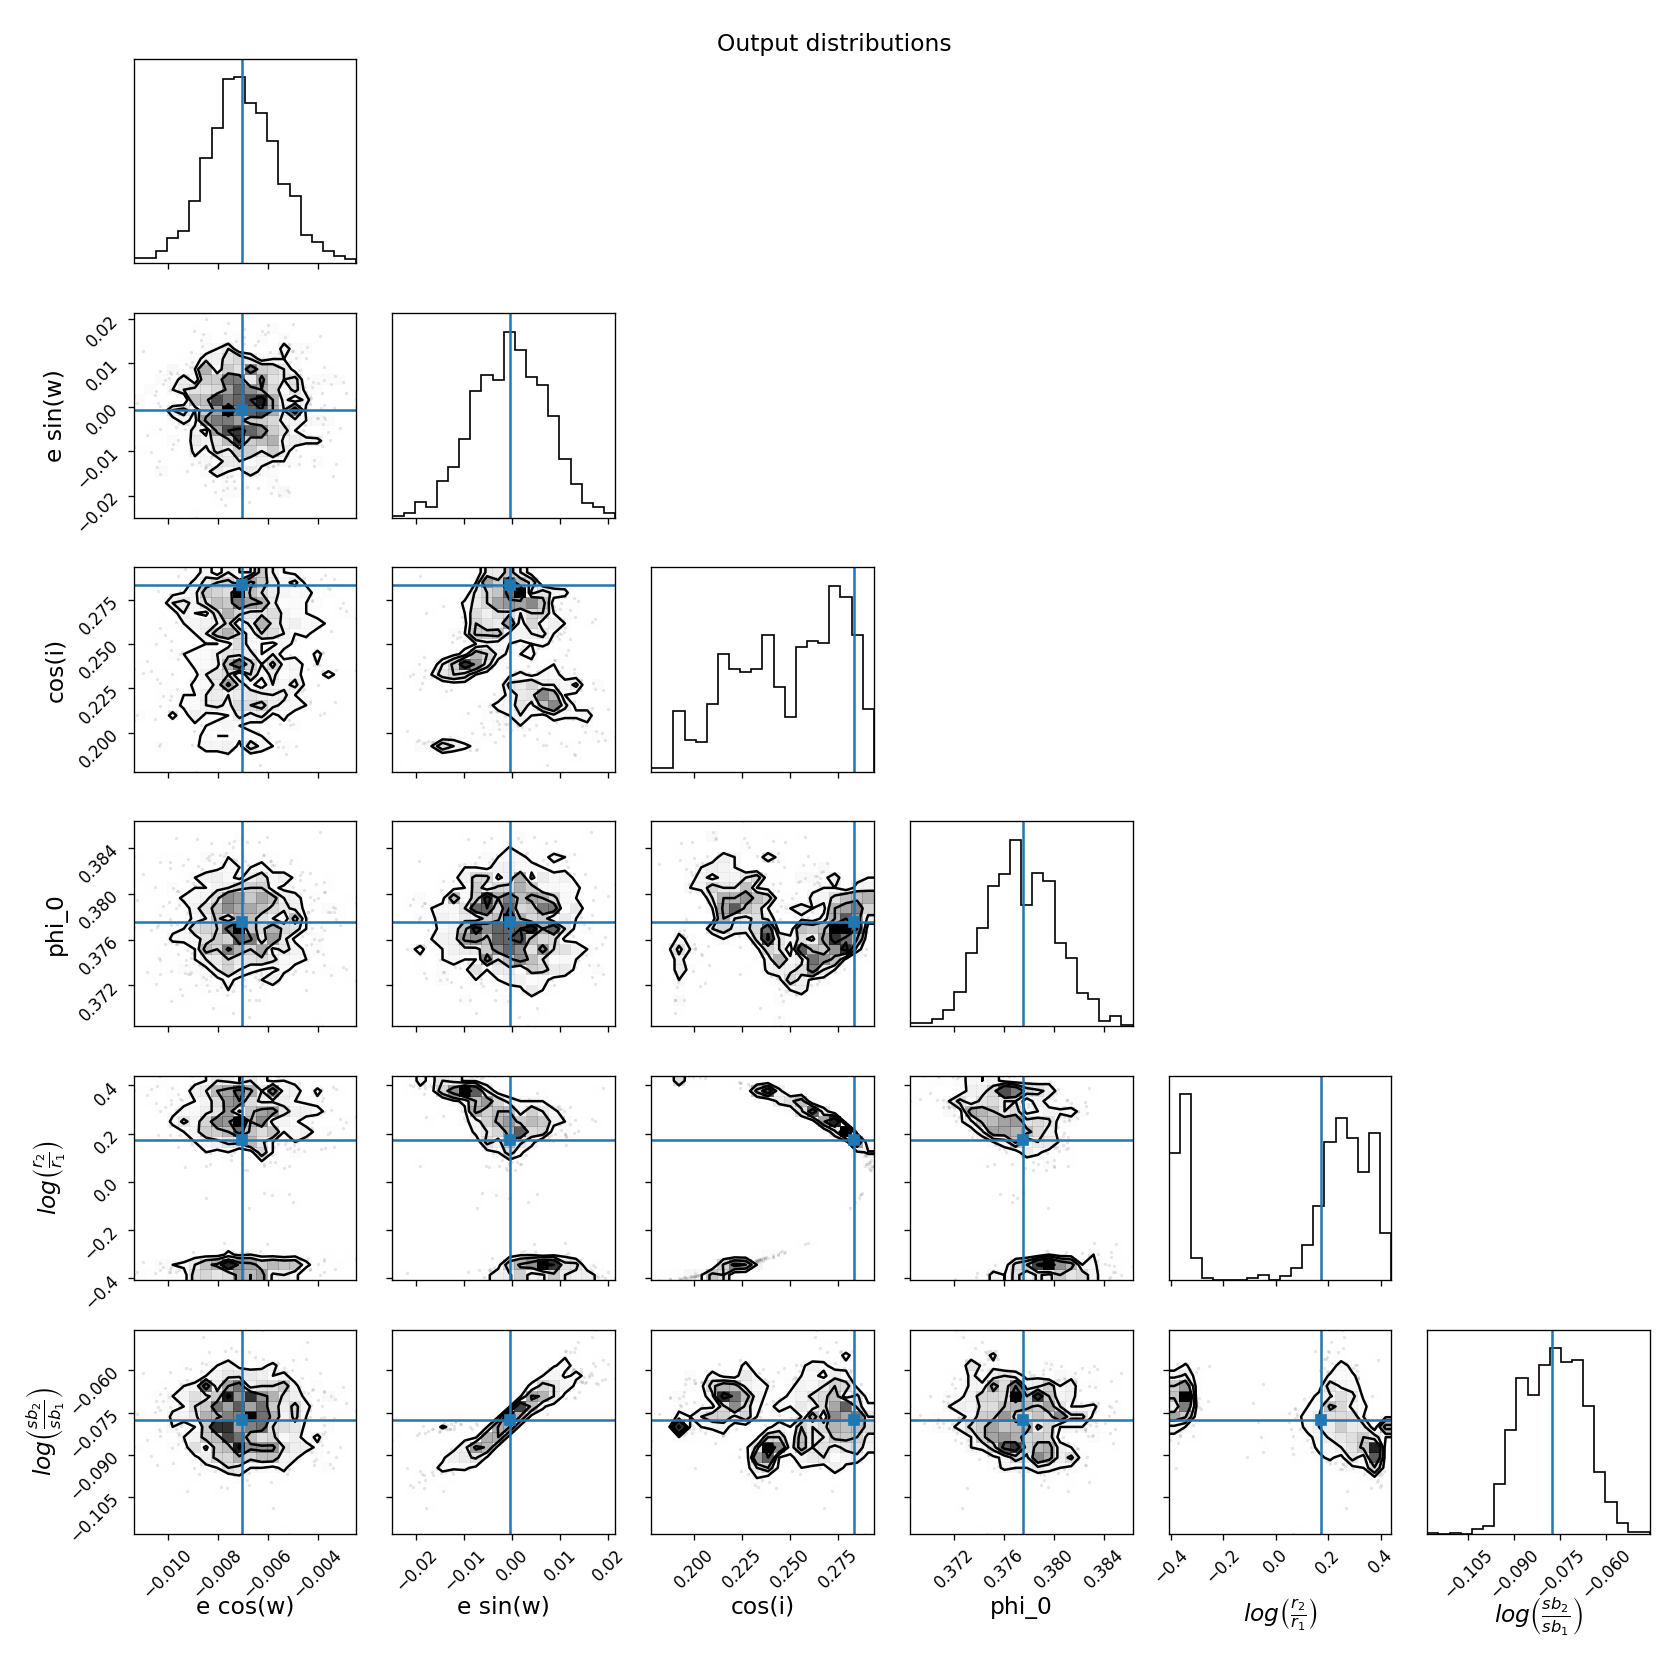 Output distributions
e sin(w)
0.02
0.01
0.00
−0.01
−0.02
cos(i)
0.275
0.250
0.225
0.200
phi_0
0.384
0.380
0.376
0.372
log(r₂/r₁)
0.4
0.2
0.0
−0.2
−0.4
log(sb₂/sb₁)
−0.060
−0.075
−0.090
−0.105
−0.010 −0.008 −0.006 −0.004
−0.02 −0.01 0.00 0.01 0.02
0.200 0.225 0.250 0.275
0.372 0.376 0.380 0.384
−0.4 −0.2 0.0 0.2 0.4
−0.105 −0.090 −0.075 −0.060
e cos(w) e sin(w) cos(i) phi_0 log(r₂/r₁) log(sb₂/sb₁)